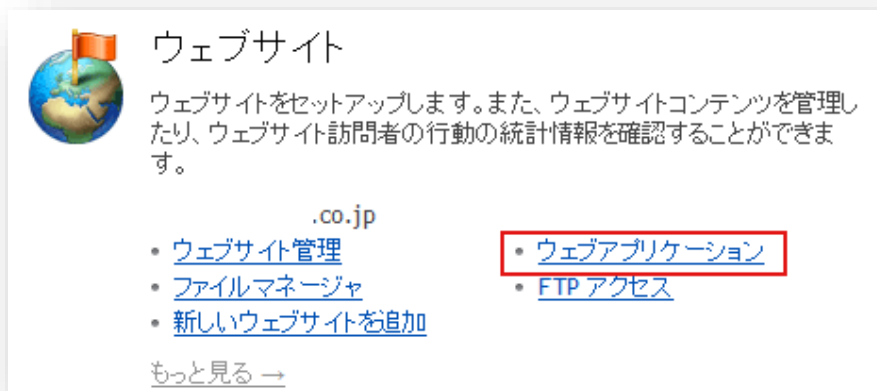 ウェブサイト
ウェブサイトをセットアップします。また、ウェブサイトコンテンツを管理し
たり、ウェブサイト訪問者の行動の統計情報を確認することができま
す。
.co.jp
• ウェブサイト管理
• ウェブアプリケーション
• ファイルマネージャ
• FTP アクセス
• 新しいウェブサイトを追加
もっと見る →